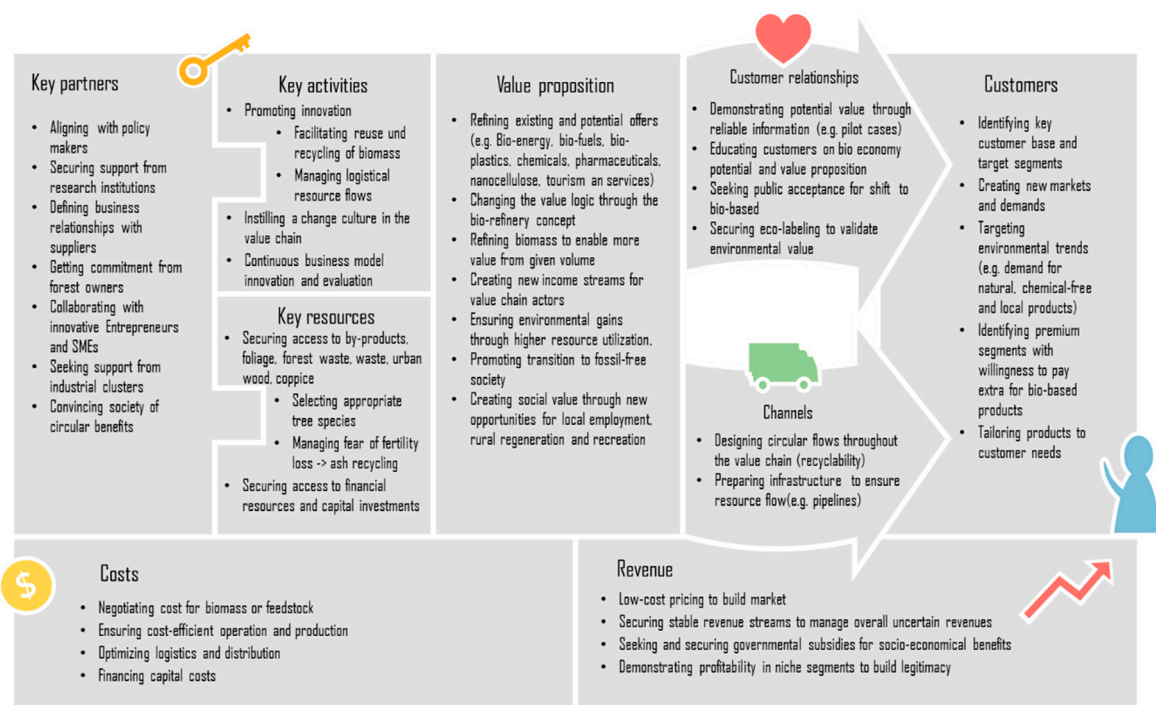 Key partners
• Aligning with policy
makers
• Securing support from
research institutions
• Defining business
relationships with
suppliers
• Getting commitment from
forest owners
• Collaborating with
innovative Entrepreneurs
and SMEs
• Seeking support from
industrial clusters
• Convincing society of
circular benefits
Key activities
• Promoting innovation
• Facilitating reuse und
recycling of biomass
• Managing logistical
resource flows
• Instilling a change culture in the
value chain
• Continuous business model
innovation and evaluation
Key resources
• Securing access to by-products,
foliage, forest waste, waste, urban
wood, coppice
• Selecting appropriate
tree species
• Managing fear of fertility
loss -> ash recycling
• Securing access to financial
resources and capital investments
Value proposition
• Refining existing and potential offers
(e.g. Bio-energy, bio-fuels, bio-
plastics, chemicals, pharmaceuticals,
nanocellulose, tourism an services)
• Changing the value logic through the
bio-refinery concept
• Refining biomass to enable more
value from given volume
• Creating new income streams for
value chain actors
• Ensuring environmental gains
through higher resource utilization,
• Promoting transition to fossil-free
society
• Creating social value through new
opportunities for local employment,
rural regeneration and recreation
Customer relationships
• Demonstrating potential value through
reliable information (e.g. pilot cases)
• Educating customers on bio economy
potential and value proposition
• Seeking public acceptance for shift to
bio-based
• Securing eco-labeling to validate
environmental value
Channels
• Designing circular flows throughout
the value chain (recyclability)
• Preparing infrastructure to ensure
resource flow(e.g. pipelines)
Customers
• Identifying key
customer base and
target segments
• Creating new markets
and demands
• Targeting
environmental trends
(e.g. demand for
natural, chemical-free
and local products)
• Identifying premium
segments with
willingness to pay
extra for bio-based
products
• Tailoring products to
customer needs
$
Costs
• Negotiating cost for biomass or feedstock
• Ensuring cost-efficient operation and production
• Optimizing logistics and distribution
• Financing capital costs
Revenue
• Low-cost pricing to build market
• Securing stable revenue streams to manage overall uncertain revenues
• Seeking and securing governmental subsidies for socio-economical benefits
• Demonstrating profitability in niche segments to build legitimacy